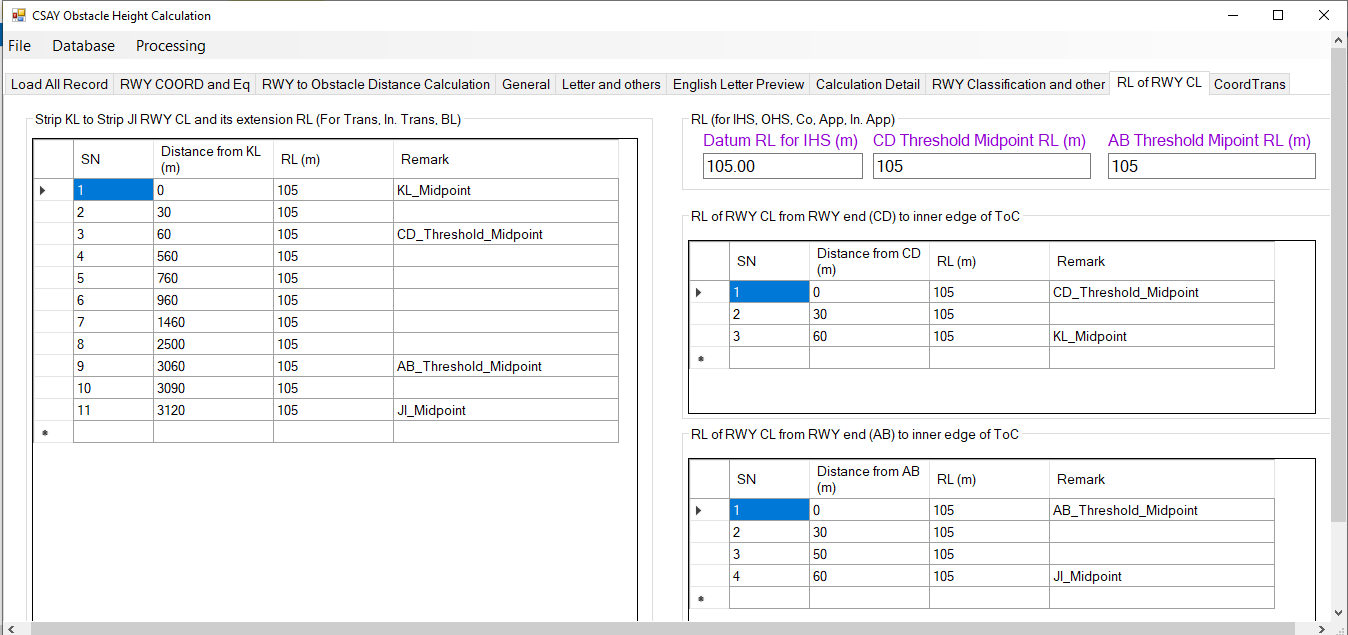 CSAY Obstacle Height Calculation
File Database Processing
Load All Record RWY COORD and Eq RWY to Obstacle Distance Calculation General Letter and others English Letter Preview Calculation Detail RWY Classification and other RL of RWY CL CoordTrans
Strip KL to Strip JI RWY CL and its extension RL (For Trans, In. Trans, BL)
SN Distance from KL (m) RL (m) Remark
1 0 105 KL_Midpoint
2 30 105
3 60 105 CD_Threshold_Midpoint
4 560 105
5 760 105
6 960 105
7 1460 105
8 2500 105
9 3060 105 AB_Threshold_Midpoint
10 3090 105
11 3120 105 JI_Midpoint
RL (for IHS, OHS, Co, App, In. App)
Datum RL for IHS (m) CD Threshold Midpoint RL (m) AB Threshold Mipoint RL (m)
105.00 105 105
RL of RWY CL from RWY end (CD) to inner edge of ToC
SN Distance from CD (m) RL (m) Remark
1 0 105 CD_Threshold_Midpoint
2 30 105
3 60 105 KL_Midpoint
RL of RWY CL from RWY end (AB) to inner edge of ToC
SN Distance from AB (m) RL (m) Remark
1 0 105 AB_Threshold_Midpoint
2 30 105
3 50 105
4 60 105 JI_Midpoint